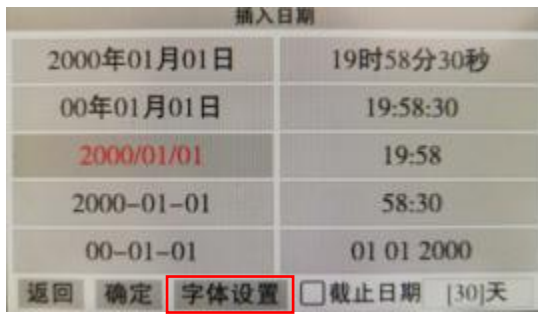 插入日期
2000年01月01日 19时58分30秒
00年01月01日 19:58:30
2000/01/01 19:58
2000-01-01 58:30
00-01-01 01 01 2000
返回 确定 字体设置 截止日期 [30]天